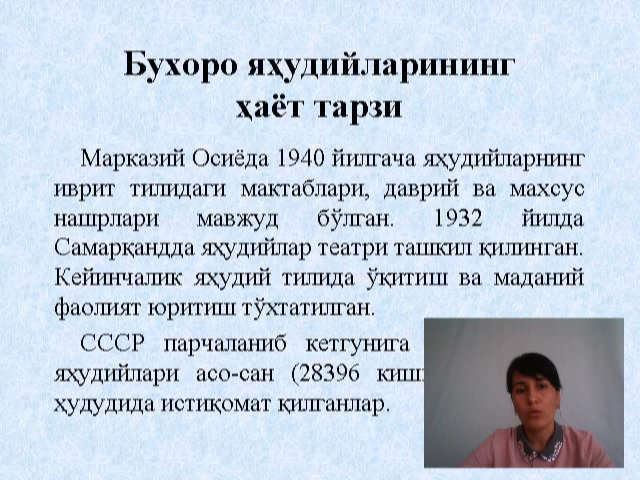 Бухоро яҳудийларининг
ҳаёт тарзи
Марказий Осиёда 1940 йилгача яҳудийларнинг
иврит тилидаги мактаблари, даврий ва махсус
нашрлари мавжуд бўлган. 1932 йилда
Самарқандда яҳудийлар театри ташкил қилинган.
Кейинчалик яҳудий тилида ўқитиш ва маданий
фаолият юритиш тўхтатилган.
СССР парчаланиб кетгунига
яҳудийлари асо-сан (28396
ҳудудида истиқомат қилганлар.